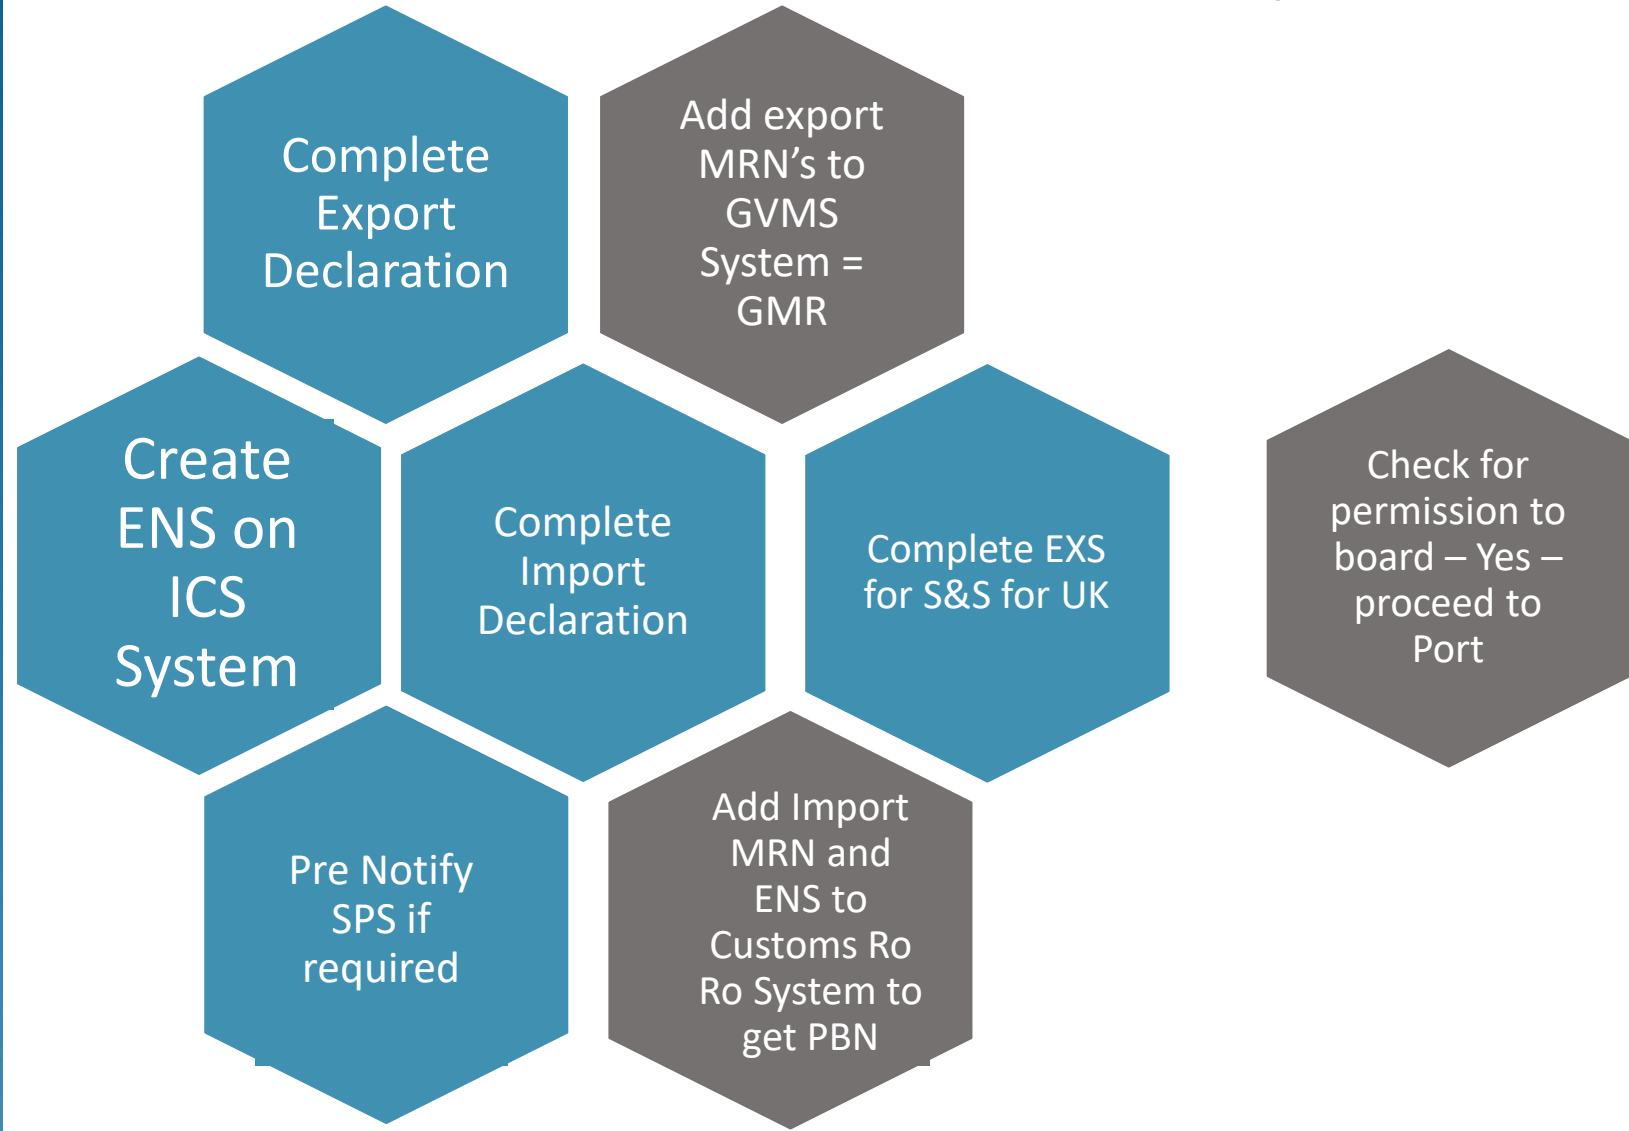 Complete
Export
Declaration
Add export
MRN’s to
GVMS
System =
GMR
Create
ENS on
ICS
System
Complete
Import
Declaration
Complete EXS
for S&S for UK
Check for
permission to
board – Yes –
proceed to
Port
Pre Notify
SPS if
required
Add Import
MRN and
ENS to
Customs Ro
Ro System to
get PBN